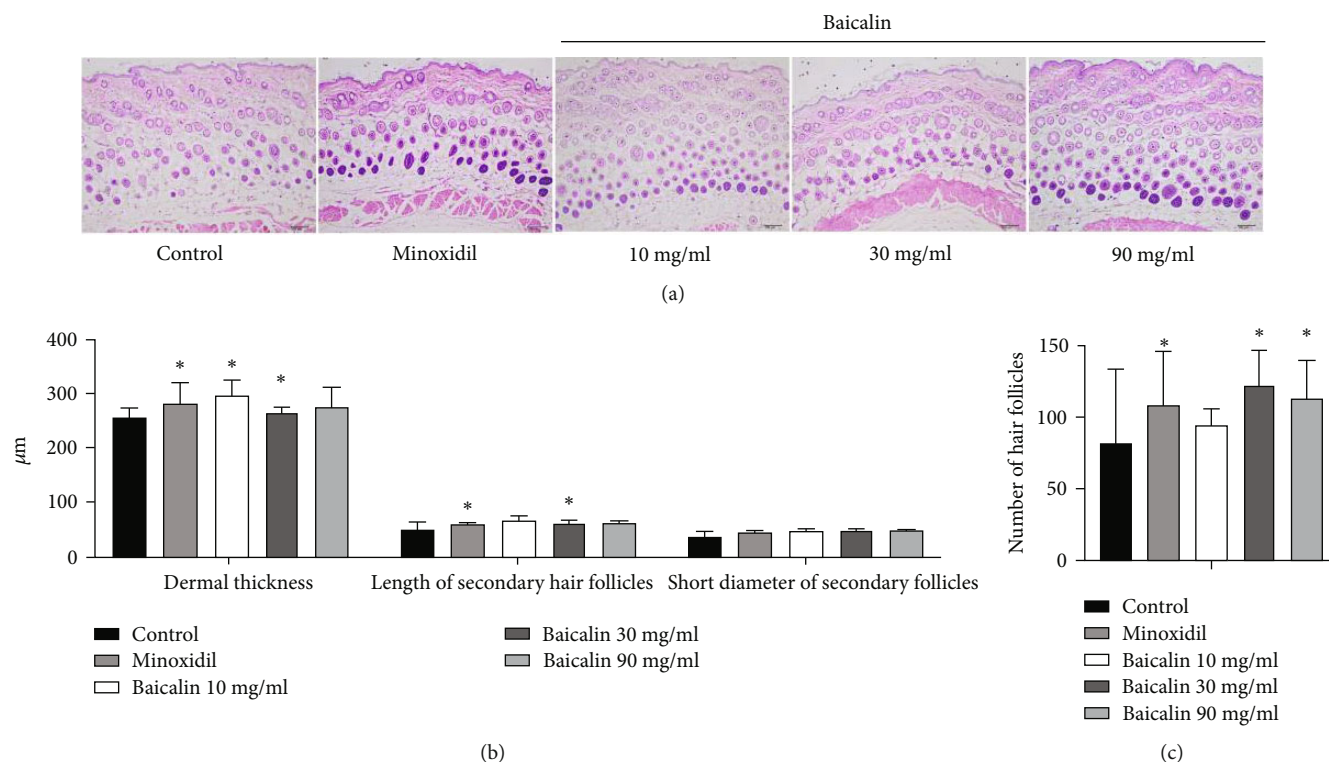 Baicalin
Control
Minoxidil
10 mg/ml
30 mg/ml
90 mg/ml
(a)
400
300
200
100
0
μm
* * *
* *
Dermal thickness
Length of secondary hair follicles
Short diameter of secondary follicles
Control
Minoxidil
Baicalin 10 mg/ml
Baicalin 30 mg/ml
Baicalin 90 mg/ml
(b)
150
100
50
0
Number of hair follicles
* * *
Control
Minoxidil
Baicalin 10 mg/ml
Baicalin 30 mg/ml
Baicalin 90 mg/ml
(c)